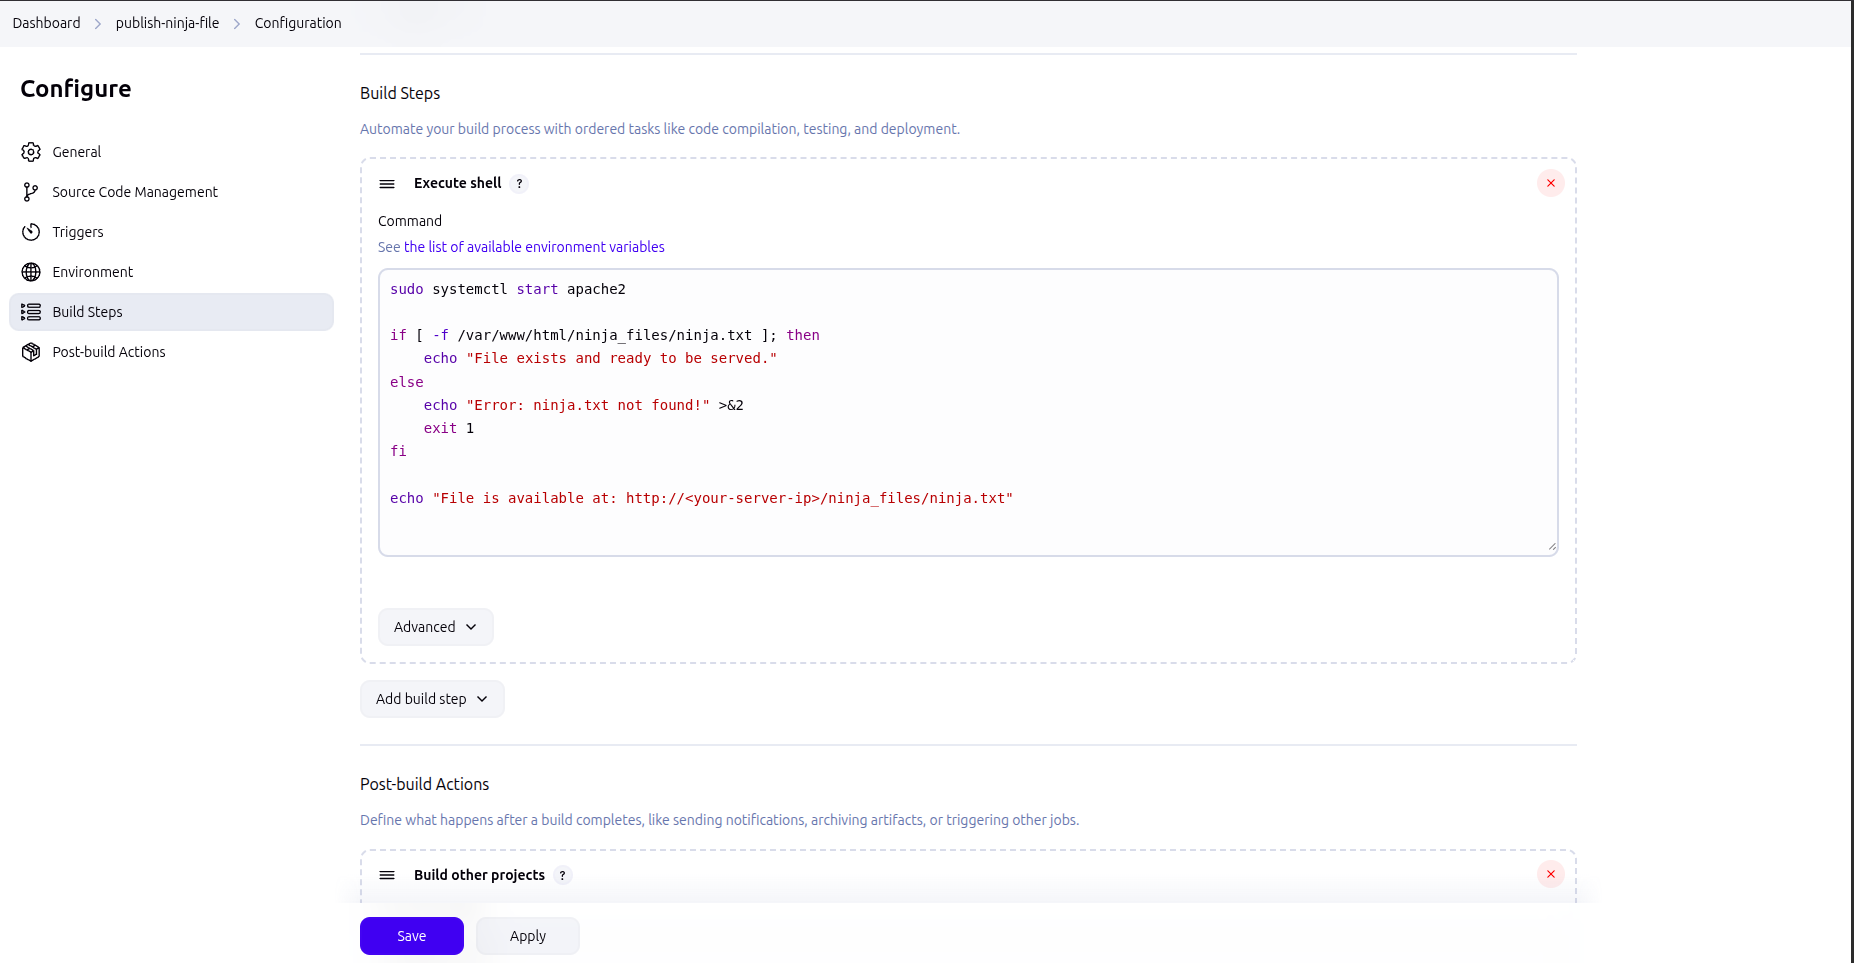 Dashboard > publish-ninja-file > Configuration
Configure
General
Source Code Management
Triggers
Environment
Build Steps
Post-build Actions
Build Steps
Automate your build process with ordered tasks like code compilation, testing, and deployment.
Execute shell ?
Command
See the list of available environment variables
sudo systemctl start apache2
if [ -f /var/www/html/ninja_files/ninja.txt ]; then
    echo "File exists and ready to be served."
else
    echo "Error: ninja.txt not found!" >&2
    exit 1
fi
echo "File is available at: http://<your-server-ip>/ninja_files/ninja.txt"
Advanced
Add build step
Post-build Actions
Define what happens after a build completes, like sending notifications, archiving artifacts, or triggering other jobs.
Build other projects ?
Save
Apply